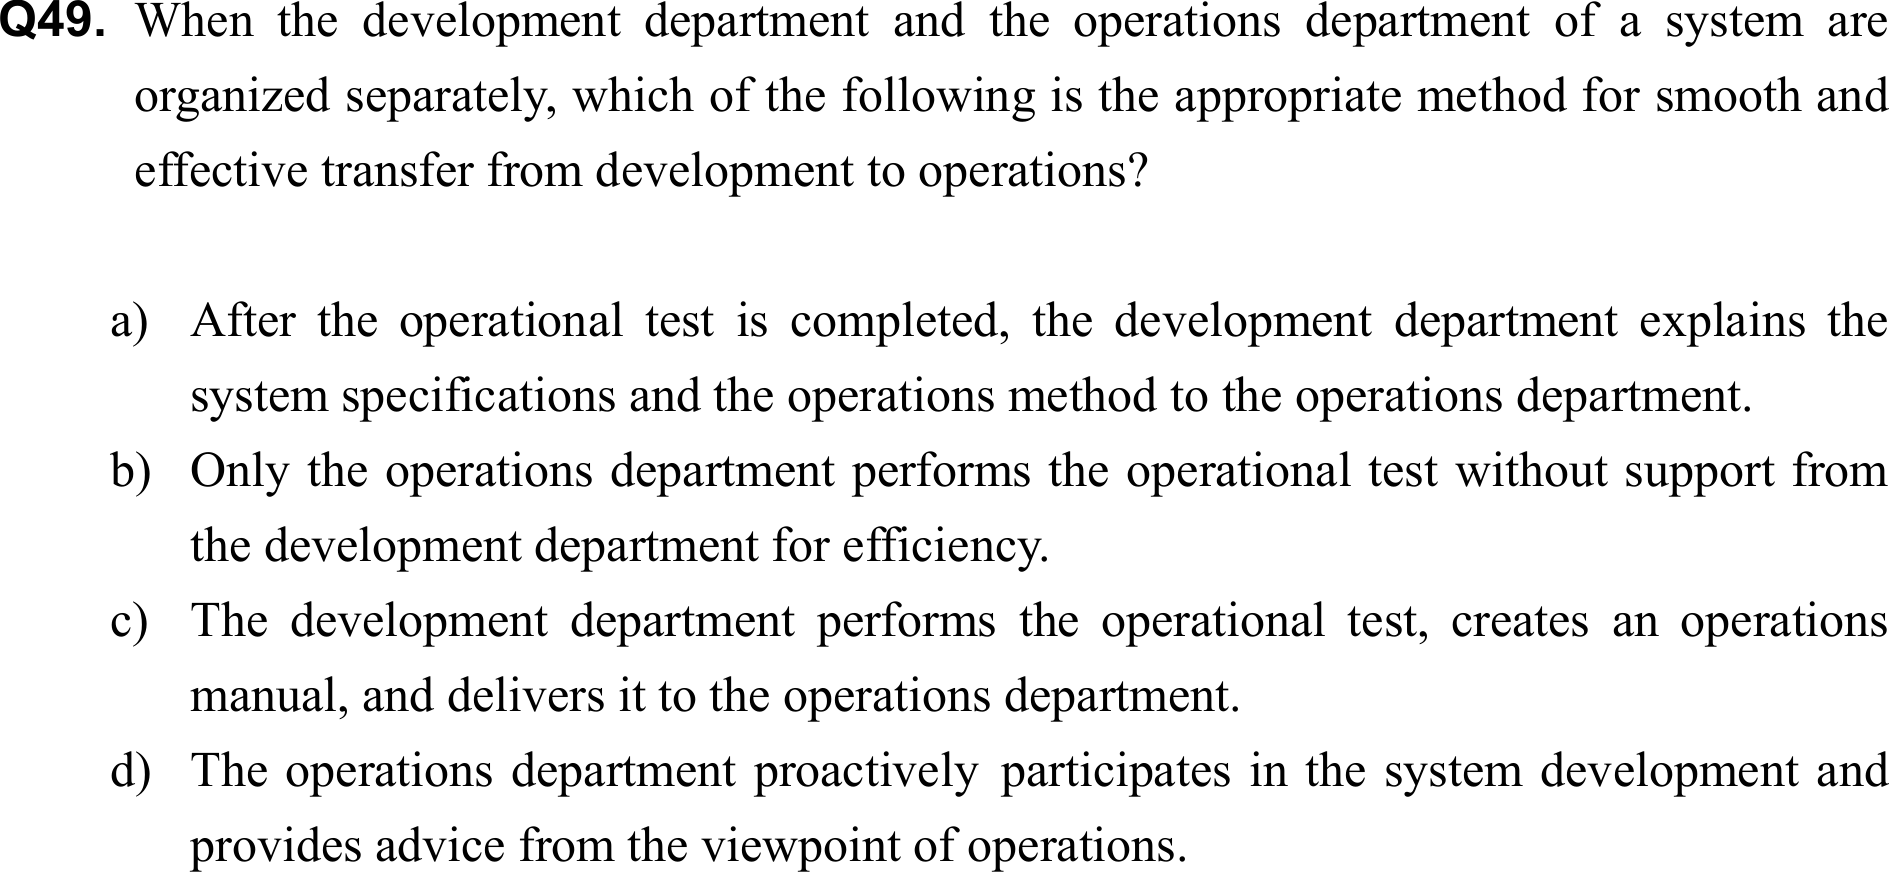 Q49. When the development department and the operations department of a system are
organized separately, which of the following is the appropriate method for smooth and
effective transfer from development to operations?
a) After the operational test is completed, the development department explains the
system specifications and the operations method to the operations department.
b) Only the operations department performs the operational test without support from
the development department for efficiency.
c) The development department performs the operational test, creates an operations
manual, and delivers it to the operations department.
d) The operations department proactively participates in the system development and
provides advice from the viewpoint of operations.